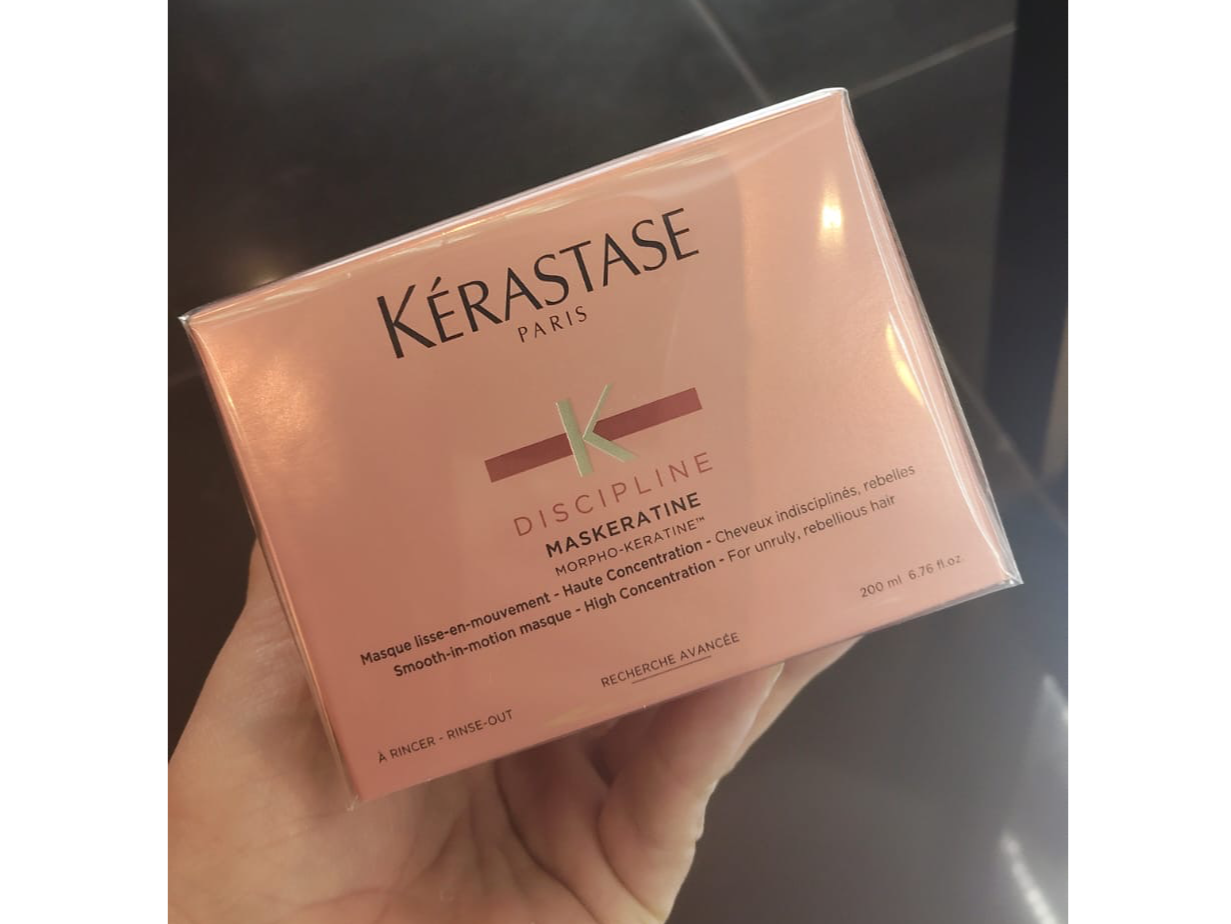 KÉRASTASE
PARIS
K
DISCIPLINE
MASKERATINE
MORPHO-KERATINE™
Masque lisse-en-mouvement - Haute Concentration - Cheveux indisciplinés, rebelles
Smooth-in-motion masque - High Concentration - For unruly, rebellious hair
200 ml 6.76 fl.oz.
RECHERCHE AVANCÉE
À RINCER - RINSE-OUT